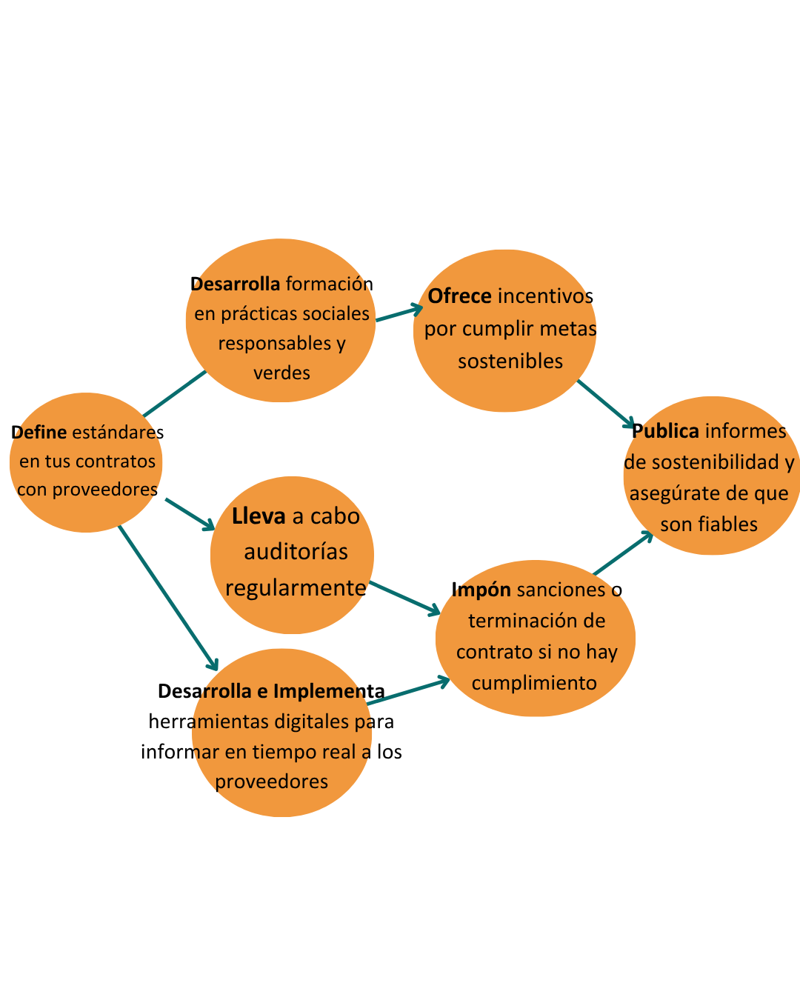 Desarrolla formación
en prácticas sociales
responsables y
verdes
Ofrece incentivos
por cumplir metas
sostenibles
Define estándares
en tus contratos
con proveedores
Publica informes
de sostenibilidad y
asegúrate de que
son fiables
Lleva a cabo
auditorías
regularmente
Impón sanciones o
terminación de
contrato si no hay
cumplimiento
Desarrolla e Implementa
herramientas digitales para
informar en tiempo real a los
proveedores